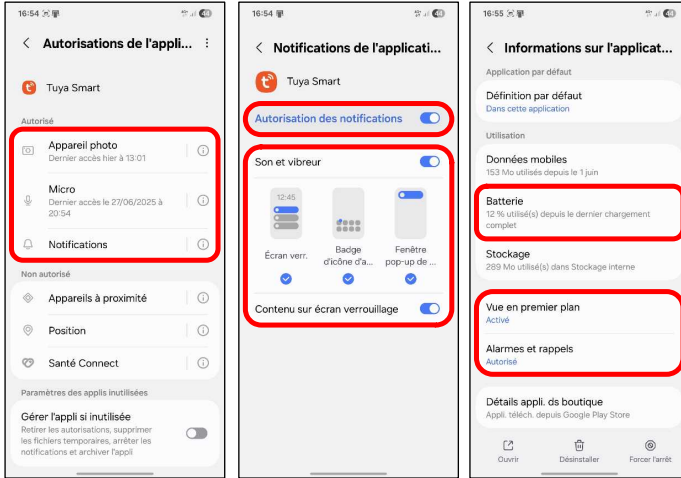 16:54
Autorisations de l'appli...
Tuya Smart
Autorisé
Appareil photo
Dernier accès hier à 13:01
Micro
Dernier accès le 27/06/2025 à
20:54
Notifications
Non autorisé
Appareils à proximité
Position
Santé Connect
Paramètres des applis inutilisées
Gérer l'appli si inutilisée
Retirer les autorisations, supprimer
les fichiers temporaires, arrêter les
notifications et archiver l'appli
16:54
Notifications de l'applicati...
Tuya Smart
Autorisation des notifications
Son et vibreur
12:45
Écran verr.
Badge
d'icône d'a...
Fenêtre
pop-up de ...
Contenu sur écran verrouillage
16:55
Informations sur l'applicat...
Application par défaut
Définition par défaut
Dans cette application
Utilisation
Données mobiles
153 Mo utilisés depuis le 1 juin
Batterie
12 % utilisé(s) depuis le dernier chargement
complet
Stockage
289 Mo utilisé(s) dans Stockage interne
Vue en premier plan
Activé
Alarmes et rappels
Autorisé
Détails appli. ds boutique
Appli. téléch. depuis Google Play Store
Ouvrir
Désinstaller
Forcer l'arrêt